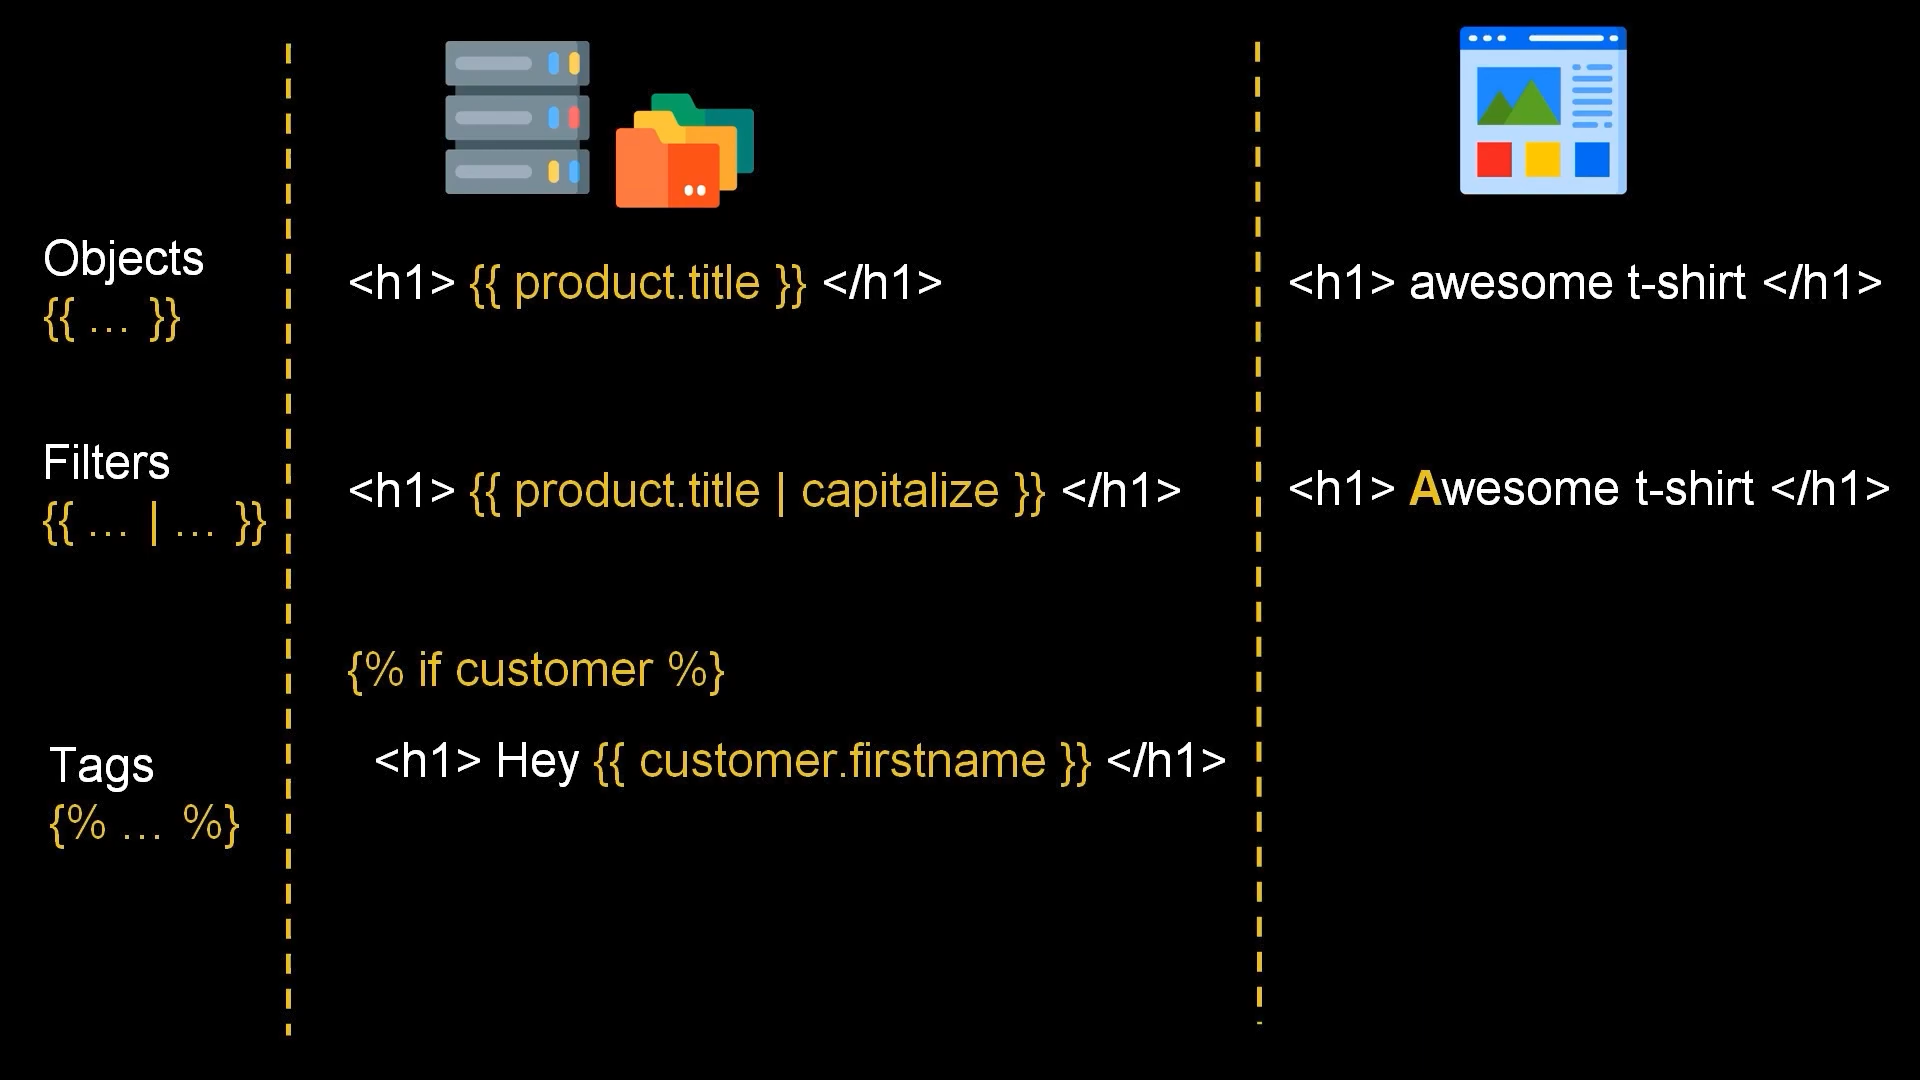 Objects
{{ ... }}
<h1> {{ product.title }} </h1>
<h1> awesome t-shirt </h1>
Filters
{{ ... | ... }}
<h1> {{ product.title | capitalize }} </h1>
<h1> Awesome t-shirt </h1>
Tags
{% ... %}
{% if customer %}
<h1> Hey {{ customer.firstname }} </h1>